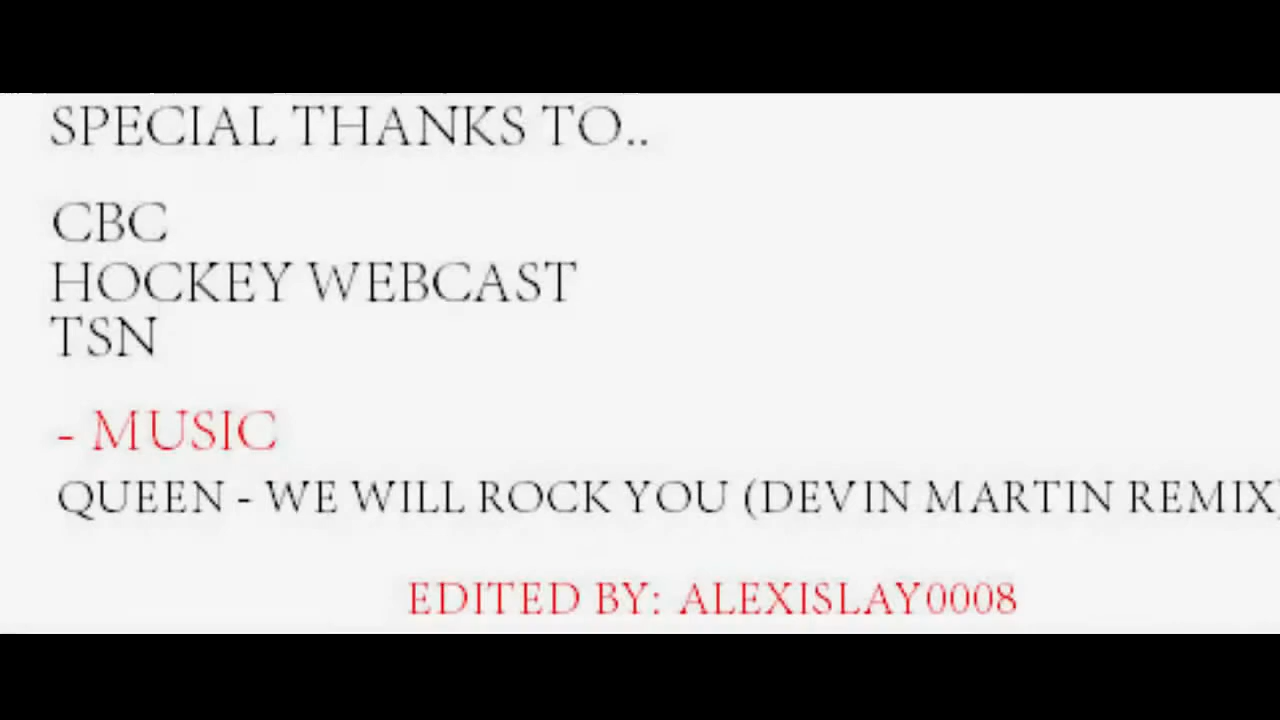 SPECIAL THANKS TO..
CBC
HOCKEY WEBCAST
TSN
- MUSIC
QUEEN - WE WILL ROCK YOU (DEVIN MARTIN REMIX)
EDITED BY: ALEXISLAY0008